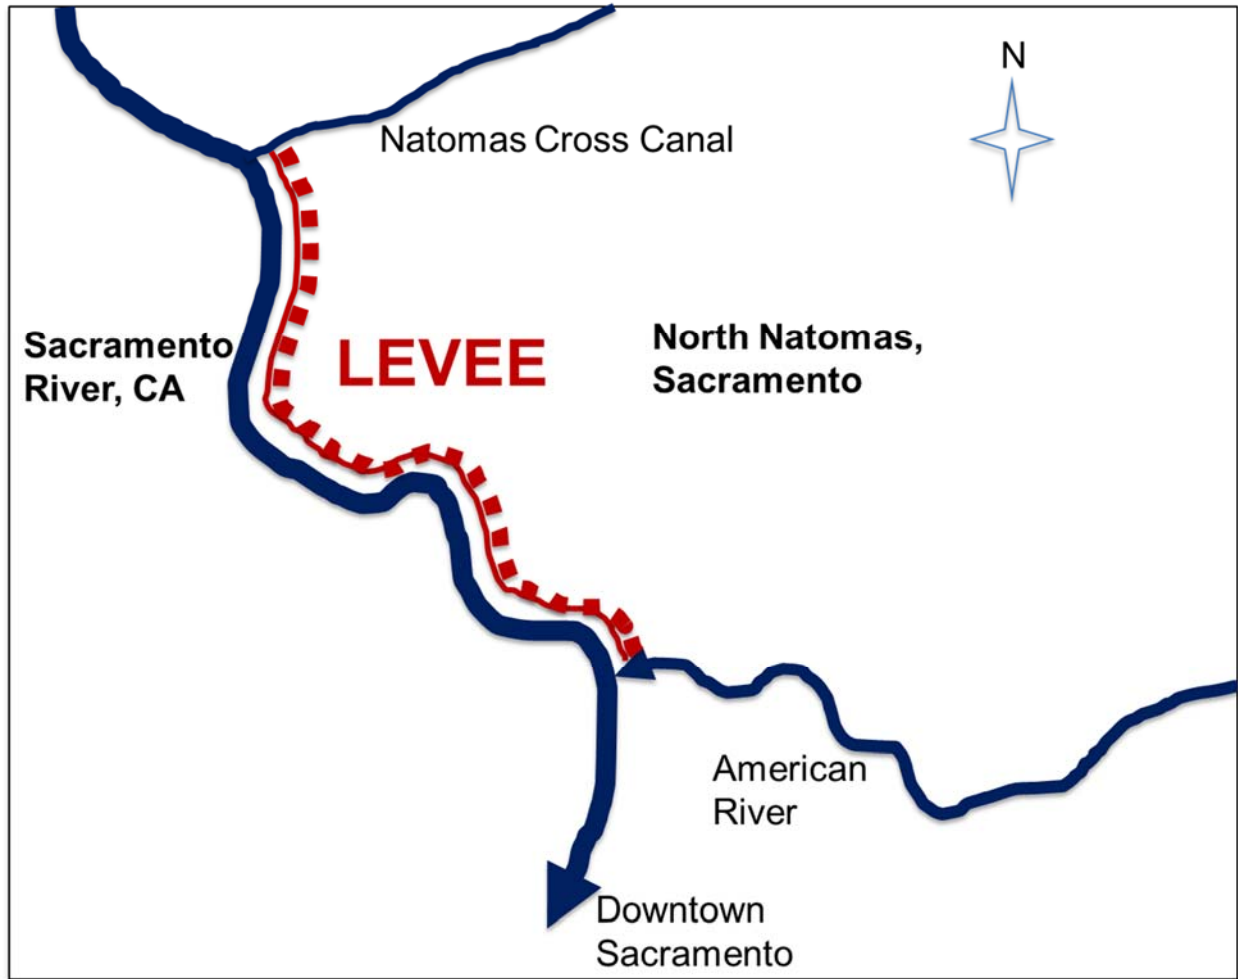 N
Natomas Cross Canal
Sacramento
River, CA
LEVEE
North Natomas,
Sacramento
American
River
Downtown
Sacramento